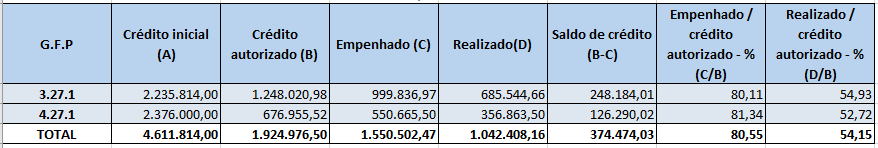 G.F.P Crédito inicial (A) Crédito autorizado (B) Empenhado (C) Realizado(D) Saldo de crédito (B-C) Empenhado / crédito autorizado - % (C/B) Realizado / crédito autorizado - % (D/B)
3.27.1 2.235.814,00 1.248.020,98 999.836,97 685.544,66 248.184,01 80,11 54,93
4.27.1 2.376.000,00 676.955,52 550.665,50 356.863,50 126.290,02 81,34 52,72
TOTAL 4.611.814,00 1.924.976,50 1.550.502,47 1.042.408,16 374.474,03 80,55 54,15